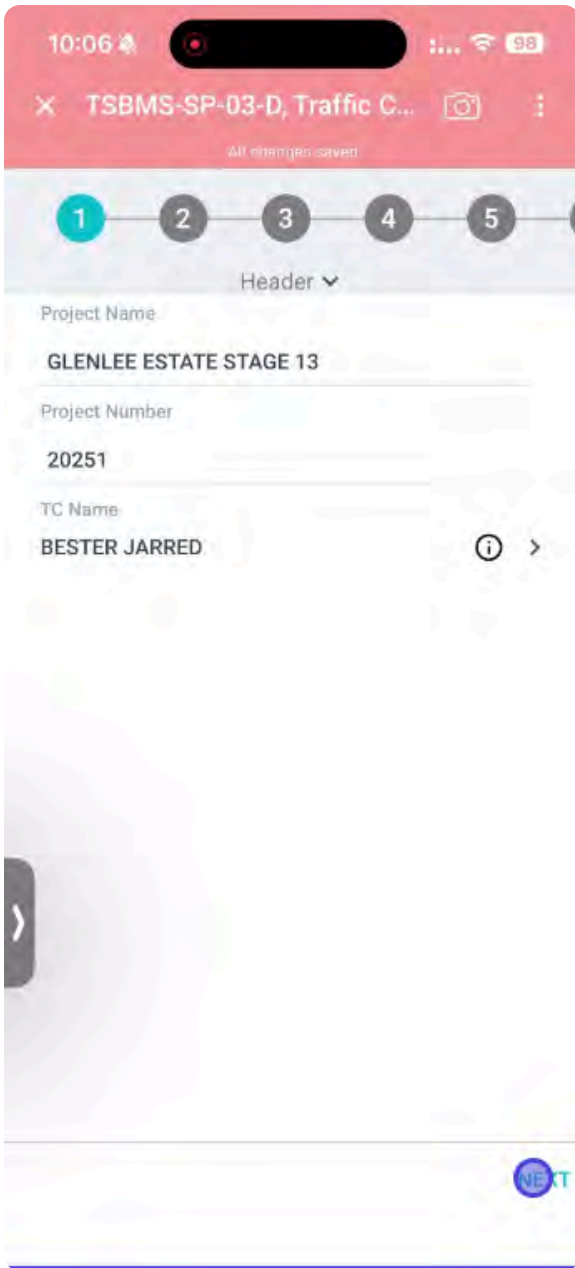 10:06
98
TSBMS-SP-03-D, Traffic C...
All changes saved
1 2 3 4 5
Header
Project Name
GLENLEE ESTATE STAGE 13
Project Number
20251
TC Name
BESTER JARRED
NEXT